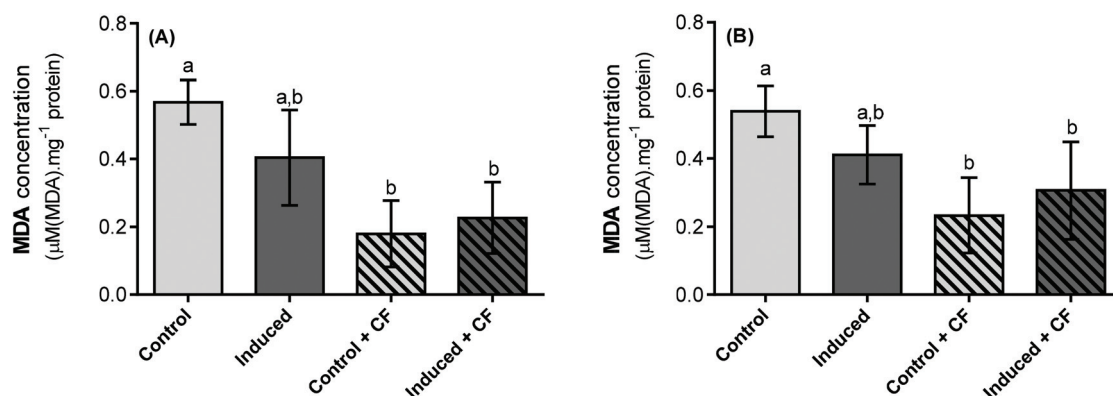 (A)
MDA concentration
(μM(MDA).mg⁻¹ protein)
0.8
0.6
0.4
0.2
0.0
a
a,b
b
b
Control
Induced
Control + CF
Induced + CF
(B)
MDA concentration
(μM(MDA).mg⁻¹ protein)
0.8
0.6
0.4
0.2
0.0
a
a,b
b
b
Control
Induced
Control + CF
Induced + CF